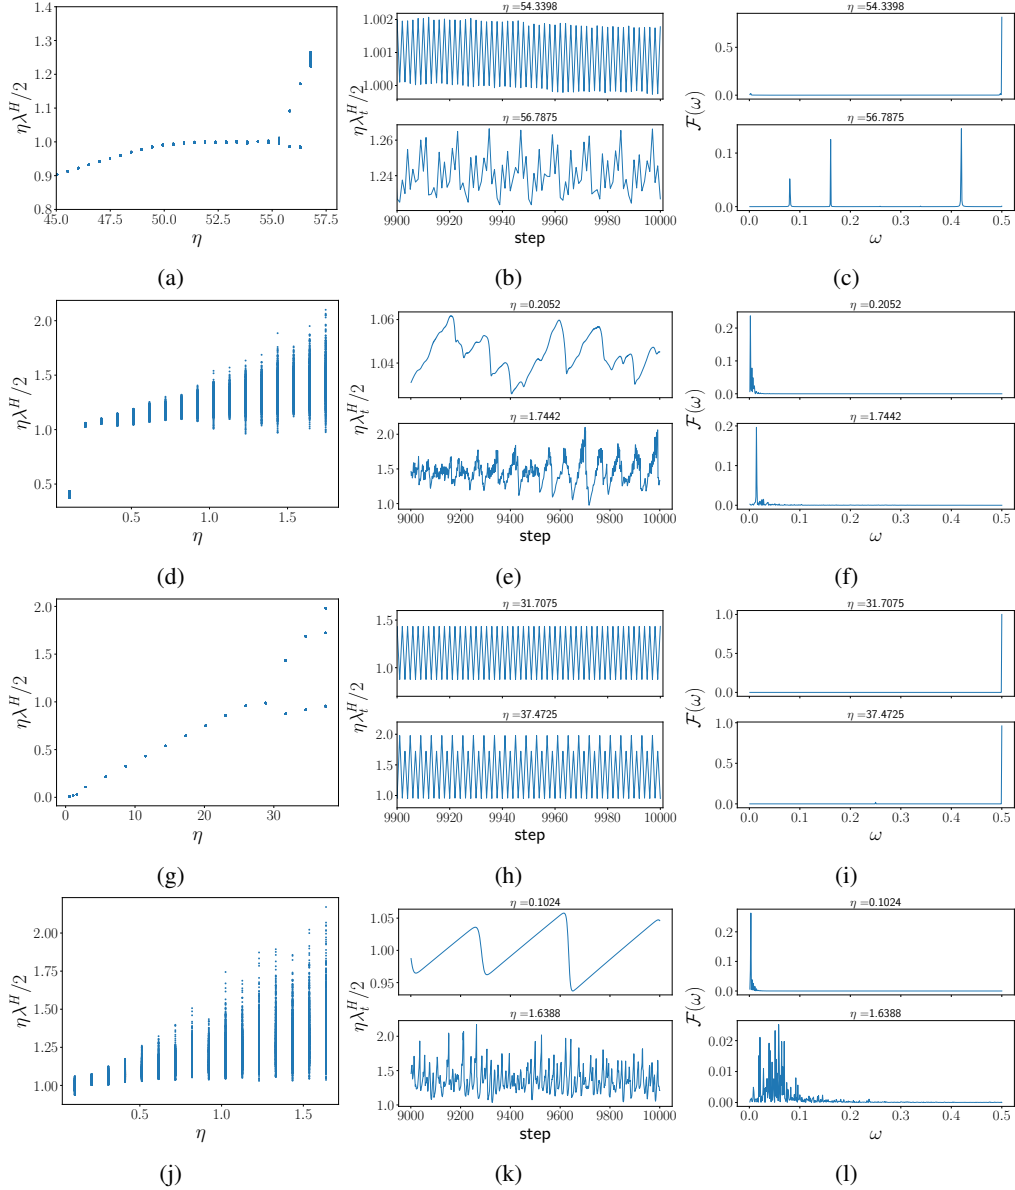 1.4
1.3
1.2
1.1
1.0
0.9
0.8
45.0 47.5 50.0 52.5 55.0 57.5
ηλ^H/2
η
(a)
η =54.3398
1.002
1.001
1.000
η =56.7875
1.26
1.24
9900 9920 9940 9960 9980 10000
ηλ_t^H/2
step
(b)
η =54.3398
0.5
0.0
η =56.7875
0.1
0.0
0.0 0.1 0.2 0.3 0.4 0.5
F(ω)
ω
(c)
2.0
1.5
1.0
0.5
0.5 1.0 1.5
ηλ^H/2
η
(d)
η =0.2052
1.06
1.04
η =1.7442
2.0
1.5
1.0
9000 9200 9400 9600 9800 10000
ηλ_t^H/2
step
(e)
η =0.2052
0.2
0.1
0.0
η =1.7442
0.2
0.1
0.0
0.0 0.1 0.2 0.3 0.4 0.5
F(ω)
ω
(f)
2.0
1.5
1.0
0.5
0.0
0 10 20 30
ηλ^H/2
η
(g)
η =31.7075
1.5
1.0
η =37.4725
2.0
1.5
1.0
9900 9920 9940 9960 9980 10000
ηλ_t^H/2
step
(h)
η =31.7075
1.0
0.5
0.0
η =37.4725
1.0
0.5
0.0
0.0 0.1 0.2 0.3 0.4 0.5
F(ω)
ω
(i)
2.00
1.75
1.50
1.25
1.00
0.5 1.0 1.5
ηλ^H/2
η
(j)
η =0.1024
1.05
1.00
0.95
η =1.6388
2.0
1.5
1.0
9000 9200 9400 9600 9800 10000
ηλ_t^H/2
step
(k)
η =0.1024
0.2
0.1
0.0
η =1.6388
0.02
0.01
0.00
0.0 0.1 0.2 0.3 0.4 0.5
F(ω)
ω
(l)